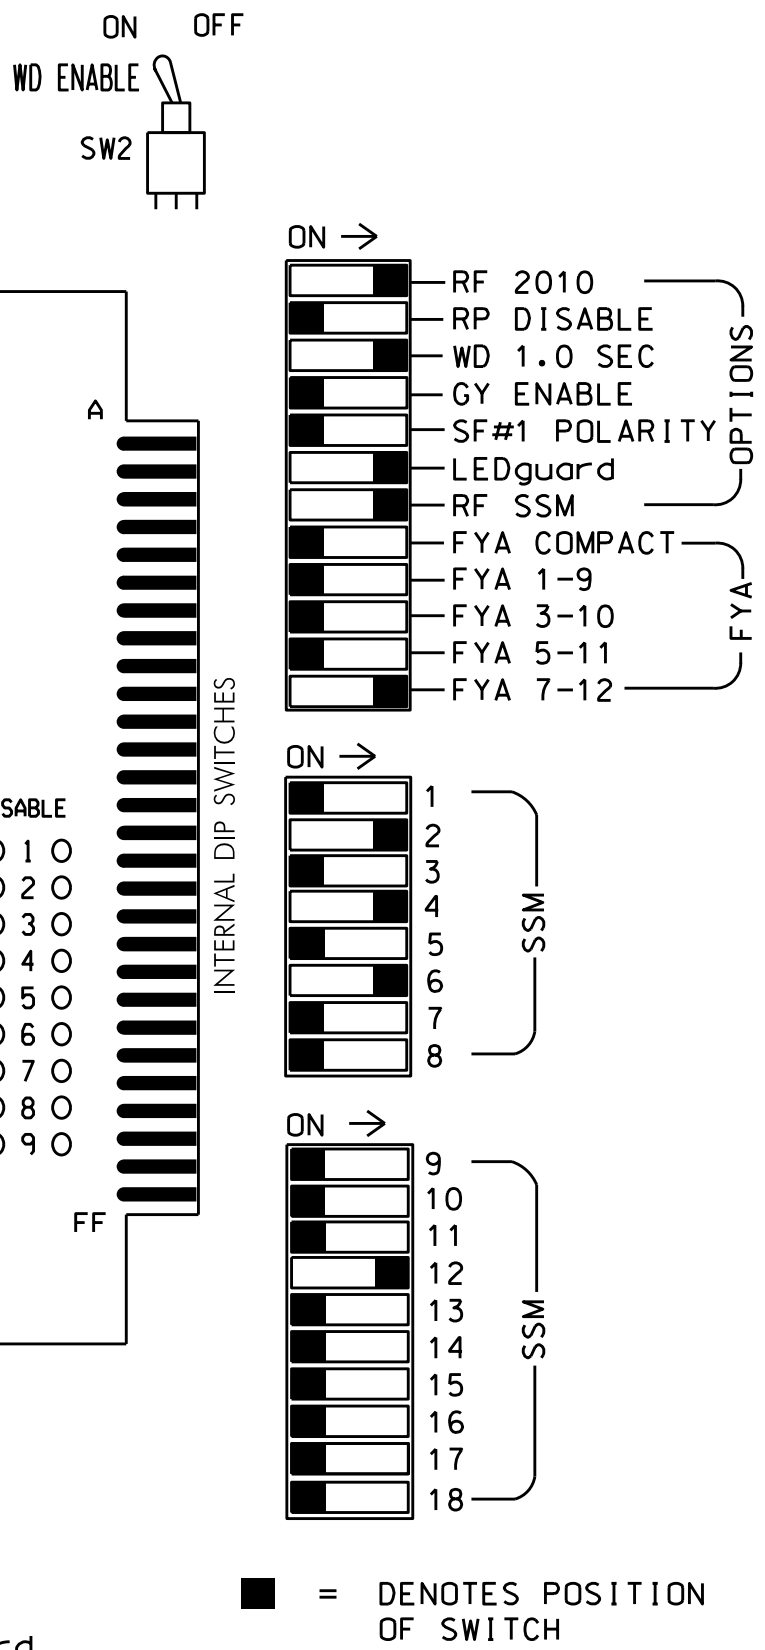 ON OFF
WD ENABLE
SW2
ON
RF 2010
RP DISABLE
WD 1.0 SEC
GY ENABLE
SF#1 POLARITY
LEDguard
RF SSM
OPTIONS
FYA COMPACT
FYA 1-9
FYA 3-10
FYA 5-11
FYA 7-12
FYA
A
FF
INTERNAL DIP SWITCHES
SABLE
1
2
3
4
5
6
7
8
9
ON
1
2
3
4
5
6
7
8
SSM
ON
9
10
11
12
13
14
15
16
17
18
SSM
= DENOTES POSITION
OF SWITCH